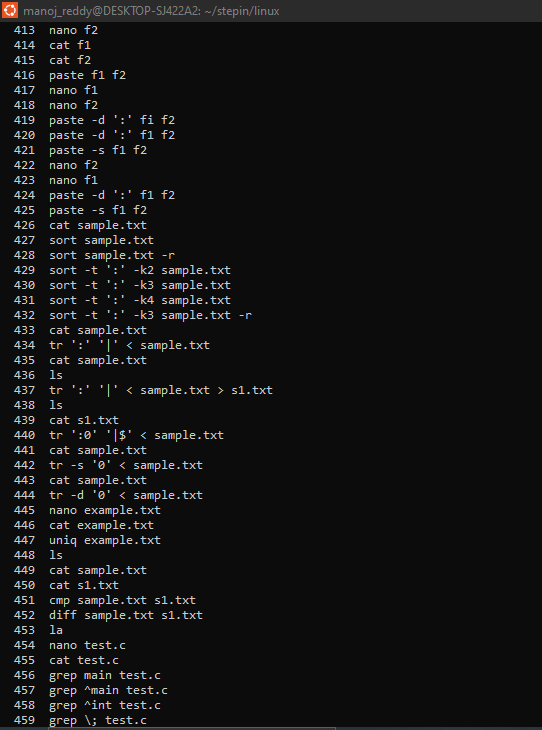 manoj_reddy@DESKTOP-SJ422A2: ~/stepin/linux
413 nano f2
414 cat f1
415 cat f2
416 paste f1 f2
417 nano f1
418 nano f2
419 paste -d ':' fi f2
420 paste -d ':' f1 f2
421 paste -s f1 f2
422 nano f2
423 nano f1
424 paste -d ':' f1 f2
425 paste -s f1 f2
426 cat sample.txt
427 sort sample.txt
428 sort sample.txt -r
429 sort -t ':' -k2 sample.txt
430 sort -t ':' -k3 sample.txt
431 sort -t ':' -k4 sample.txt
432 sort -t ':' -k3 sample.txt -r
433 cat sample.txt
434 tr ':' '|' < sample.txt
435 cat sample.txt
436 ls
437 tr ':' '|' < sample.txt > s1.txt
438 ls
439 cat s1.txt
440 tr ':0' '|$' < sample.txt
441 cat sample.txt
442 tr -s '0' < sample.txt
443 cat sample.txt
444 tr -d '0' < sample.txt
445 nano example.txt
446 cat example.txt
447 uniq example.txt
448 ls
449 cat sample.txt
450 cat s1.txt
451 cmp sample.txt s1.txt
452 diff sample.txt s1.txt
453 la
454 nano test.c
455 cat test.c
456 grep main test.c
457 grep ^main test.c
458 grep ^int test.c
459 grep \; test.c